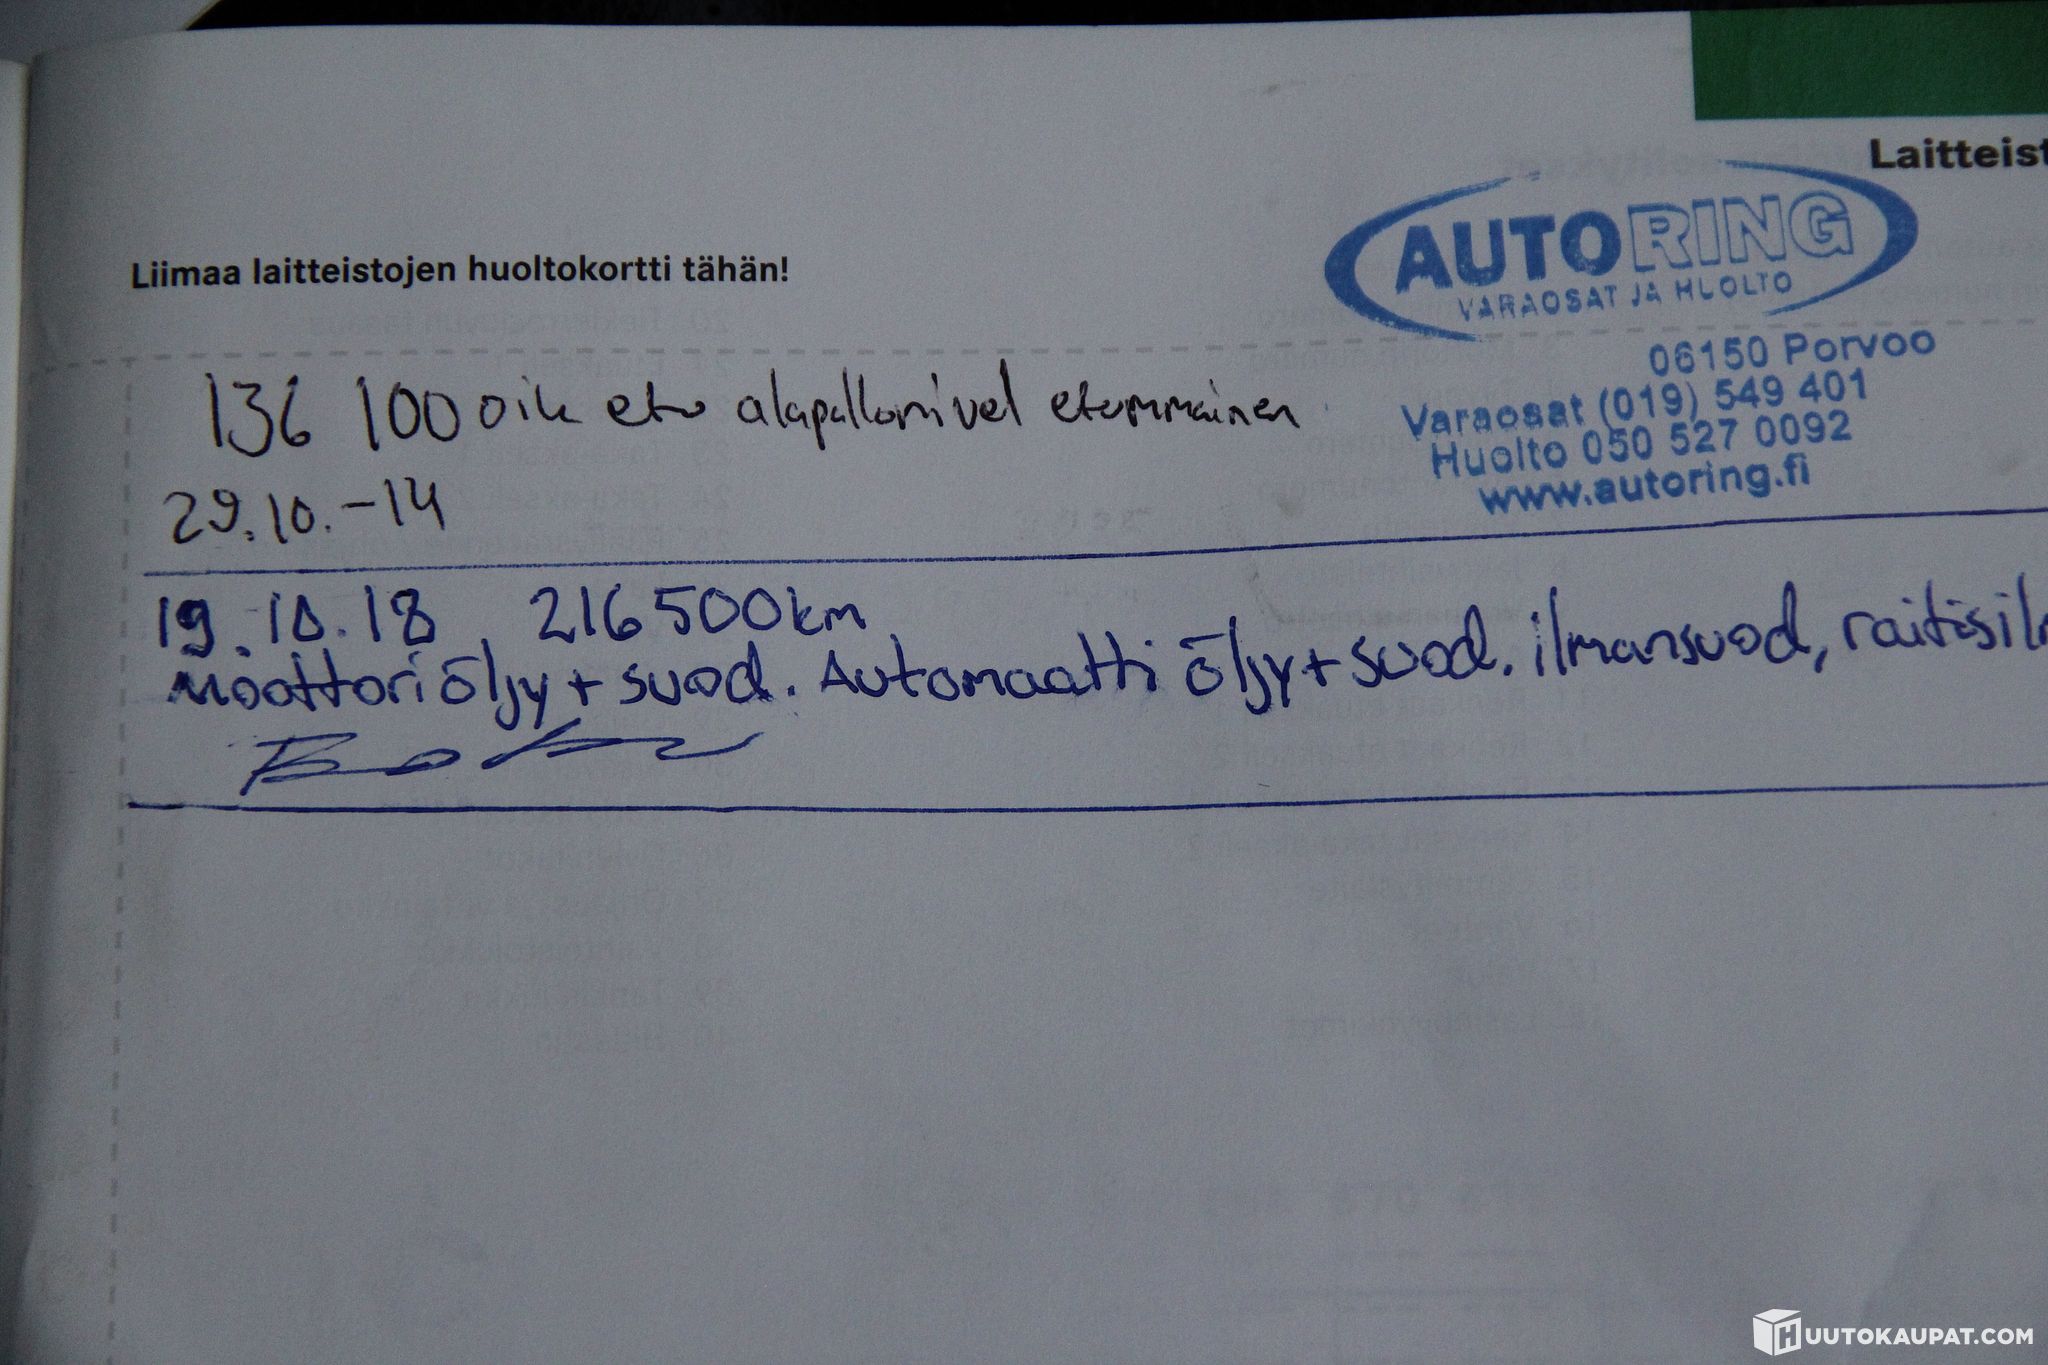 Laitteist
Liimaa laitteistojen huoltokortti tähän!
AUTORING
VARAOSAT JA HUOLTO
06150 Porvoo
Varaosat (019) 549 401
Huolto 050 527 0092
www.autoring.fi
136 100 oik etu alapallonivel etummainen
29.10.-14
19.10.18 216500km
Moottoriöljy + suod. Automaatti öljy + suod. ilmansuod, raitisil
HUUTOKAUPAT.COM